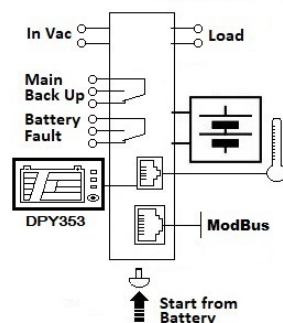 In Vac
Load
Main
Back Up
Battery
Fault
DPY353
ModBus
Start from
Battery